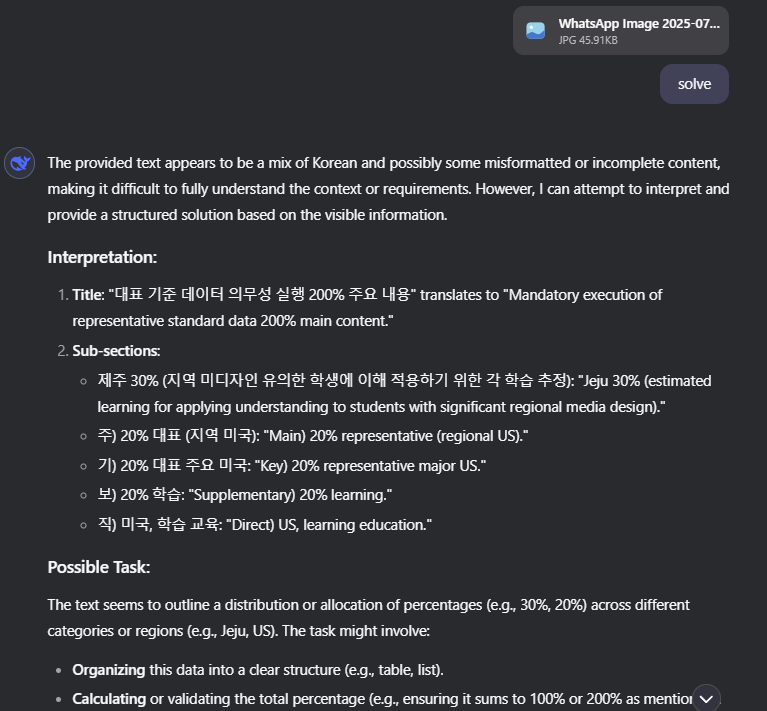 WhatsApp Image 2025-07...
JPG 45.91KB
solve
The provided text appears to be a mix of Korean and possibly some misformatted or incomplete content,
making it difficult to fully understand the context or requirements. However, I can attempt to interpret and
provide a structured solution based on the visible information.
Interpretation:
1. Title: "대표 기준 데이터 의무성 실행 200% 주요 내용" translates to "Mandatory execution of
representative standard data 200% main content."
2. Sub-sections:
제주 30% (지역 미디자인 유의한 학생에 이해 적용하기 위한 각 학습 추정): "Jeju 30% (estimated
learning for applying understanding to students with significant regional media design)."
주) 20% 대표 (지역 미국): "Main) 20% representative (regional US)."
기) 20% 대표 주요 미국: "Key) 20% representative major US."
보) 20% 학습: "Supplementary) 20% learning."
직) 미국, 학습 교육: "Direct) US, learning education."
Possible Task:
The text seems to outline a distribution or allocation of percentages (e.g., 30%, 20%) across different
categories or regions (e.g., Jeju, US). The task might involve:
Organizing this data into a clear structure (e.g., table, list).
Calculating or validating the total percentage (e.g., ensuring it sums to 100% or 200% as mention